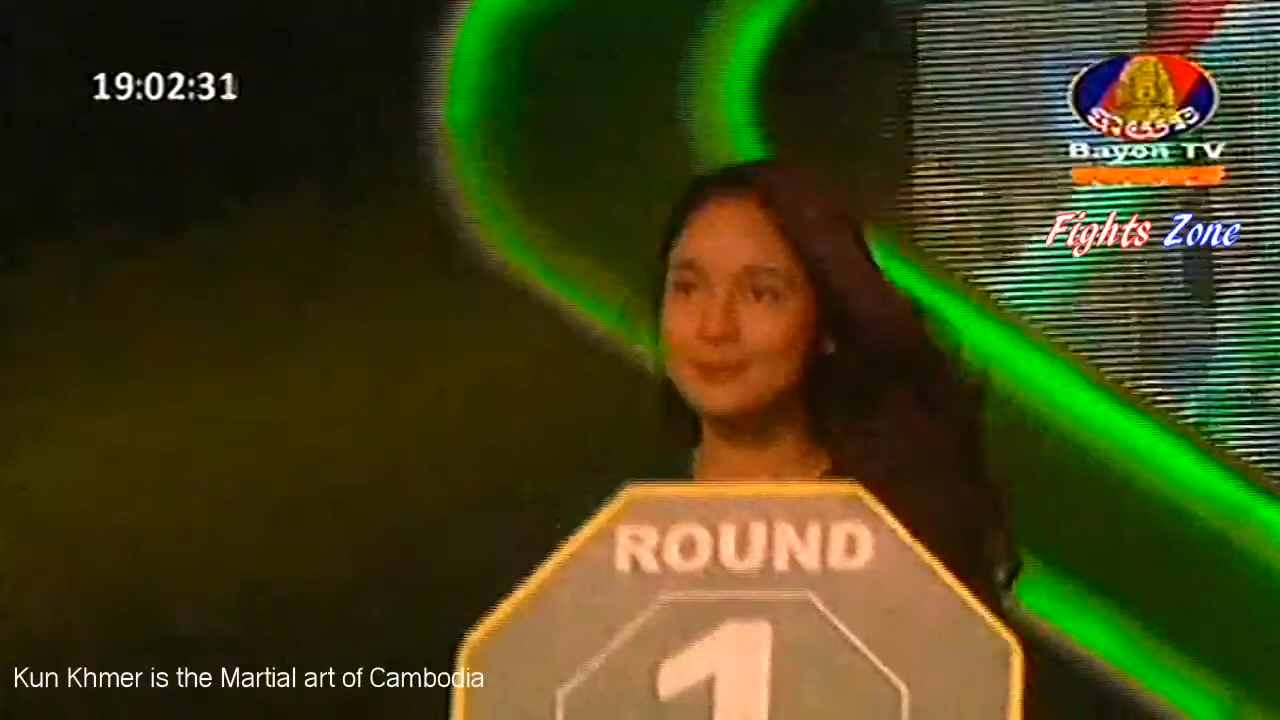 19:02:31
Bayon TV
Fights Zone
ROUND
1
Kun Khmer is the Martial art of Cambodia